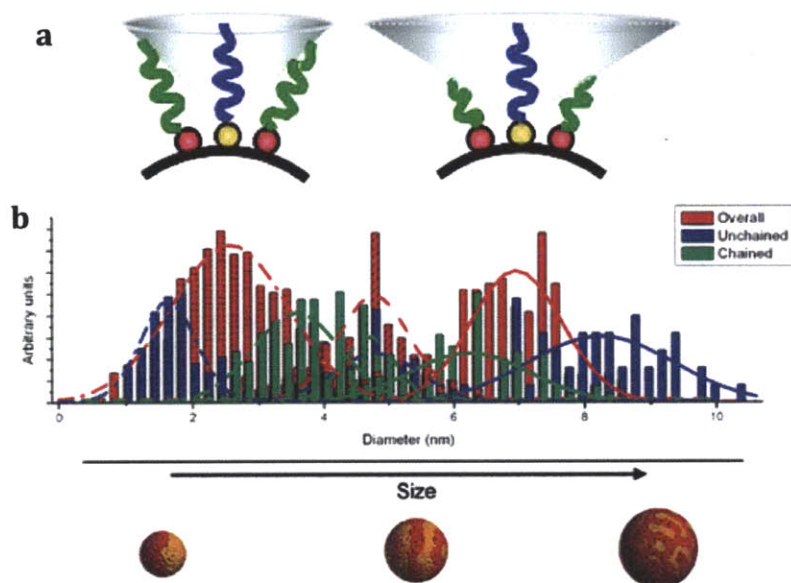 a
b
Overall
Unchained
Chained
Arbitrary units
0 2 4 6 8 10
Diameter (nm)
Size